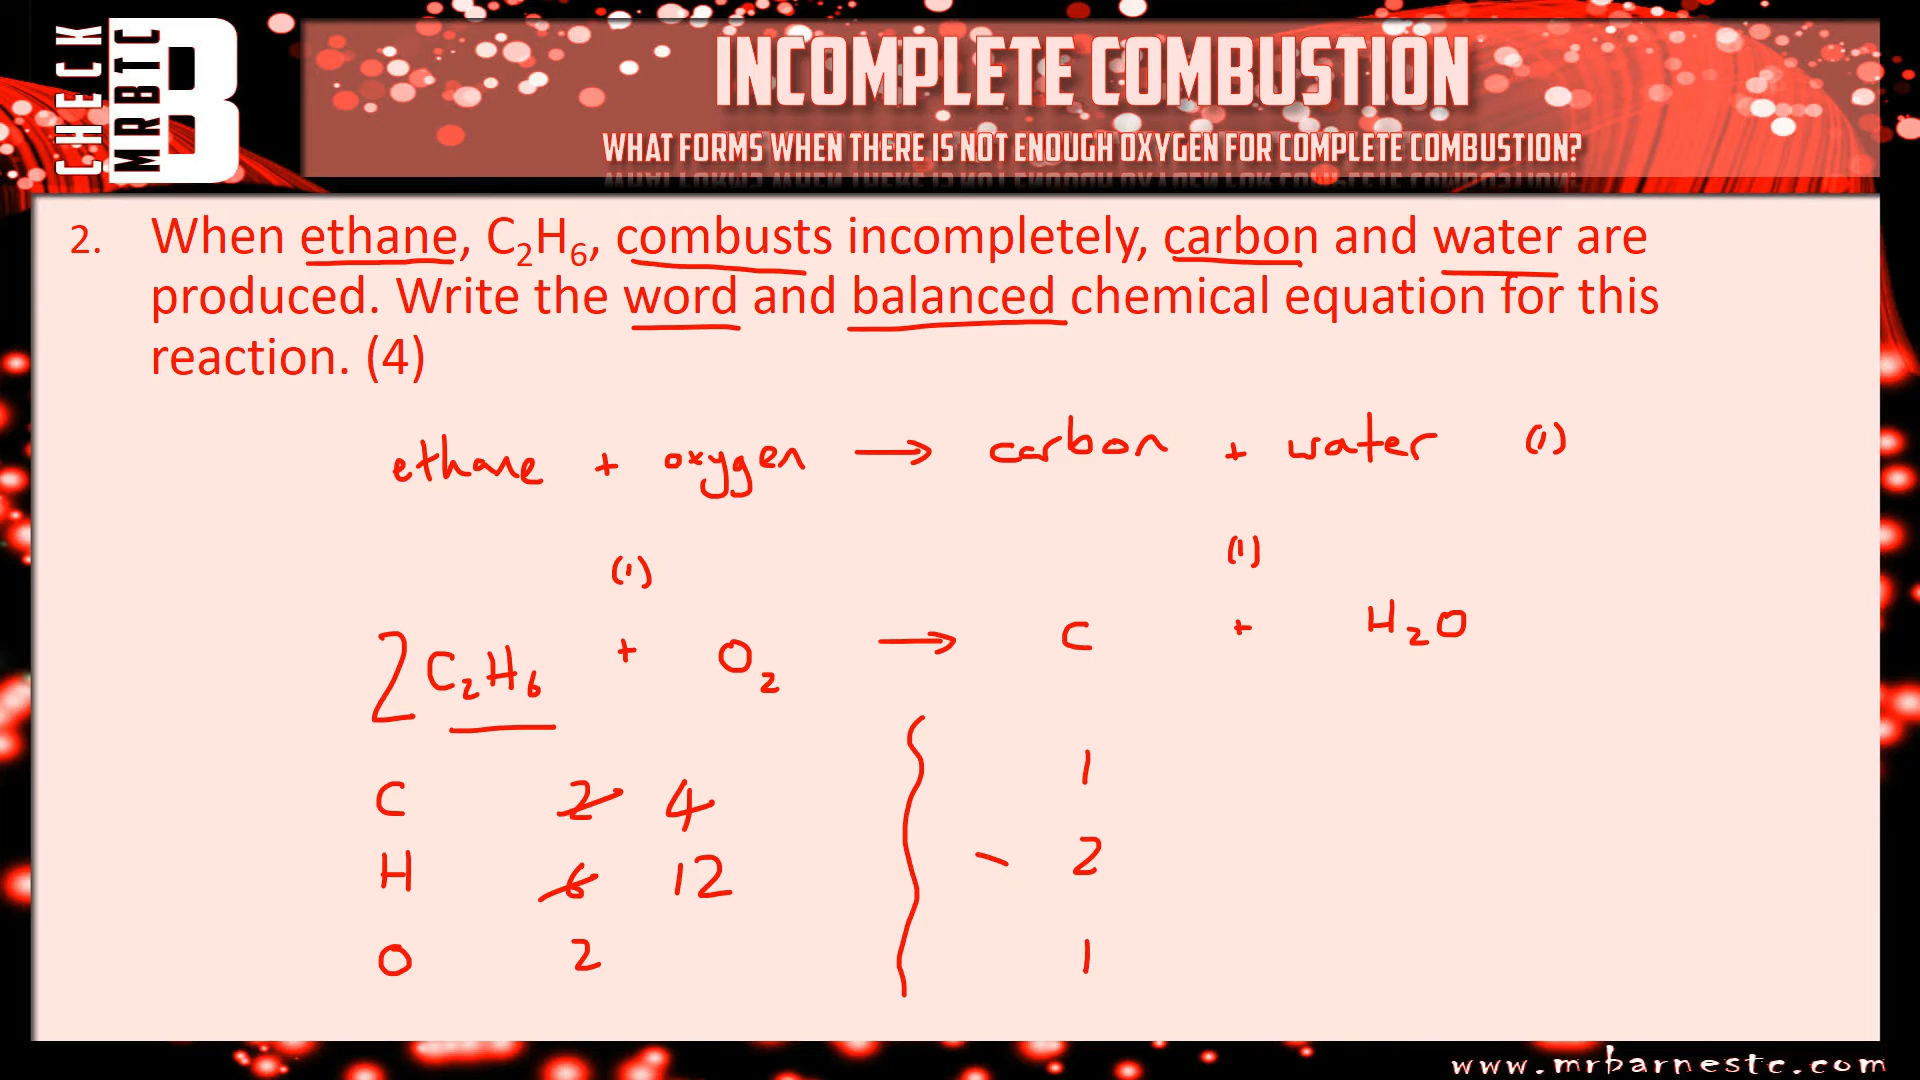 CHECK
MRBTC
B
INCOMPLETE COMBUSTION
WHAT FORMS WHEN THERE IS NOT ENOUGH OXYGEN FOR COMPLETE COMBUSTION?
2. When ethane, C₂H₆, combusts incompletely, carbon and water are
produced. Write the word and balanced chemical equation for this
reaction. (4)
ethane + oxygen → carbon + water (1)
(1) (1)
2C₂H₆ + O₂ → C + H₂O
C 2 4 1
H 6 12 2
O 2 1
www.mrbarnestc.com